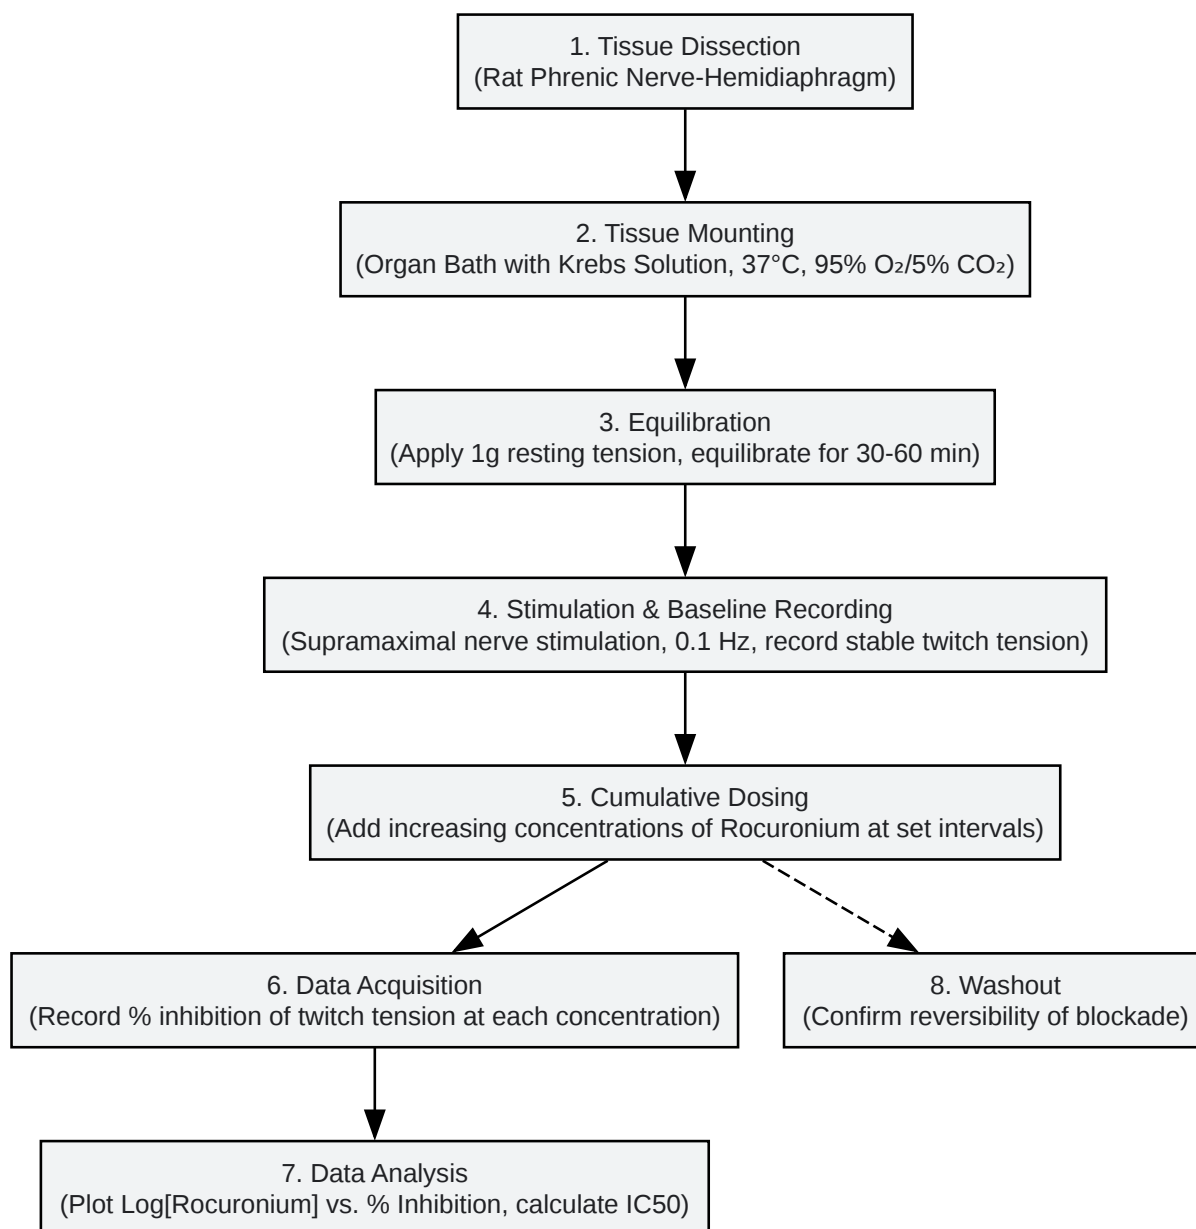 1. Tissue Dissection
(Rat Phrenic Nerve-Hemidiaphragm)
2. Tissue Mounting
(Organ Bath with Krebs Solution, 37°C, 95% O₂/5% CO₂)
3. Equilibration
(Apply 1g resting tension, equilibrate for 30-60 min)
4. Stimulation & Baseline Recording
(Supramaximal nerve stimulation, 0.1 Hz, record stable twitch tension)
5. Cumulative Dosing
(Add increasing concentrations of Rocuronium at set intervals)
6. Data Acquisition
(Record % inhibition of twitch tension at each concentration)
8. Washout
(Confirm reversibility of blockade)
7. Data Analysis
(Plot Log[Rocuronium] vs. % Inhibition, calculate IC50)